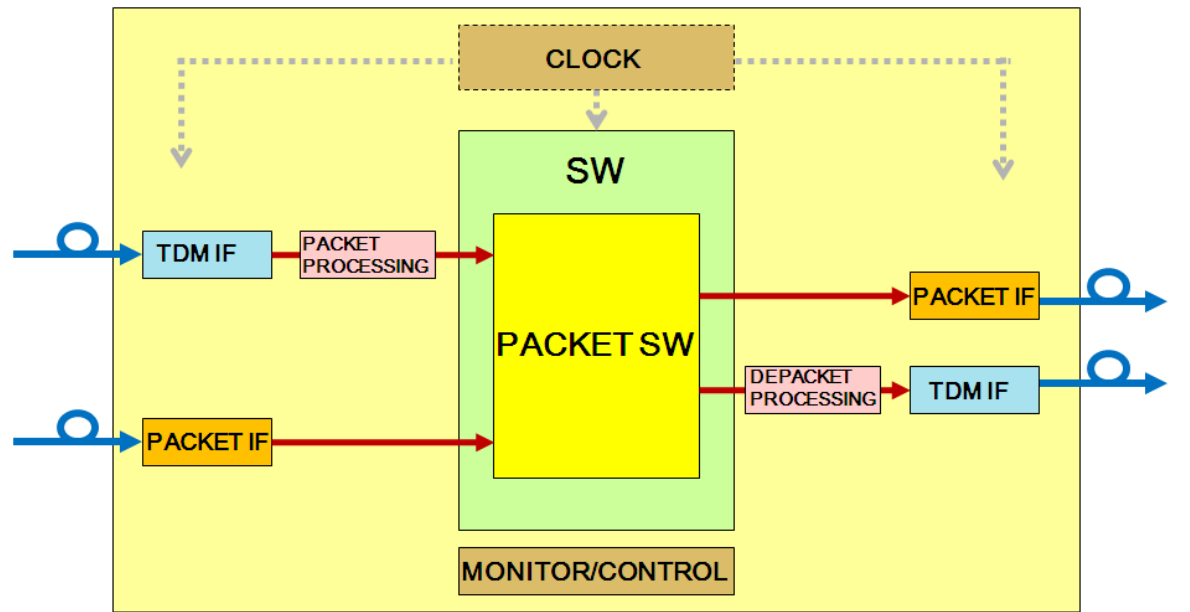 CLOCK
SW
TDM IF
PACKET
PROCESSING
PACKET IF
PACKET SW
DEPACKET
PROCESSING
TDM IF
PACKET IF
MONITOR/CONTROL